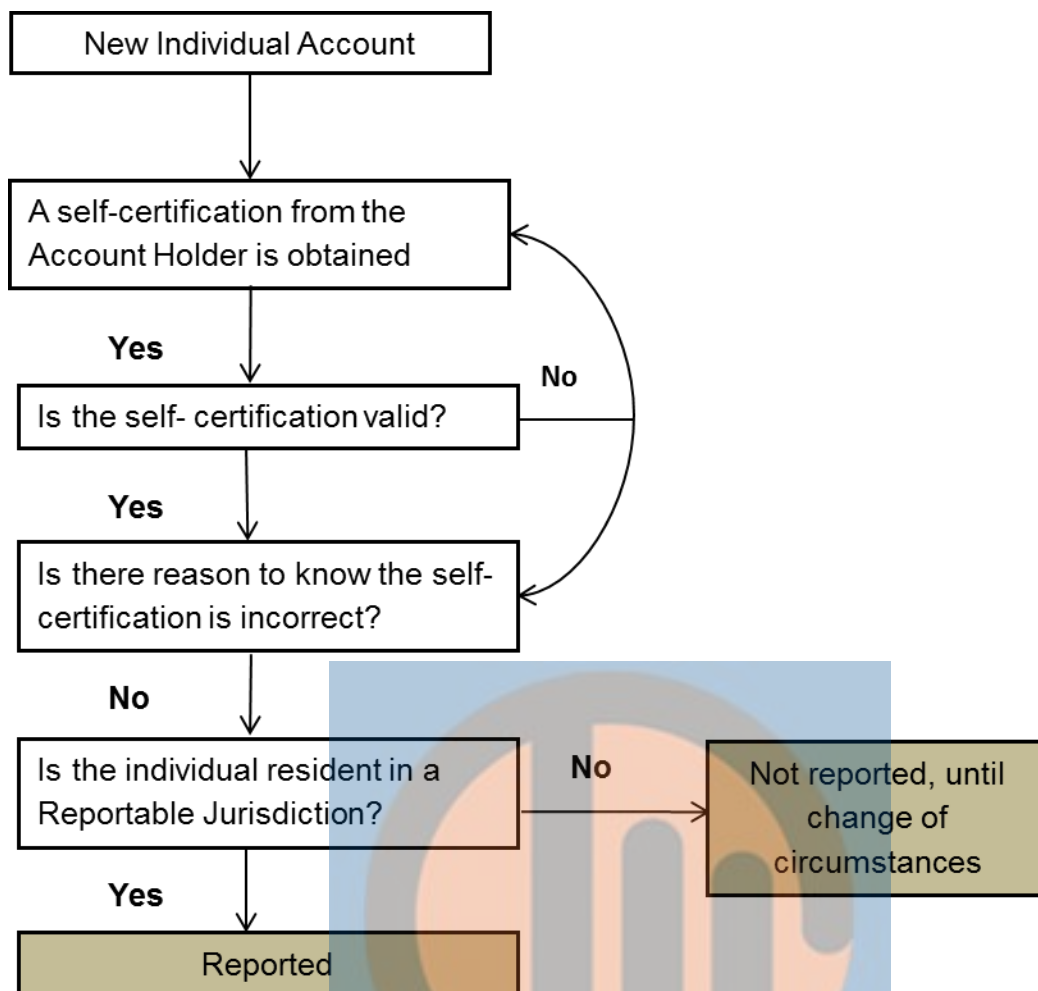 New Individual Account
A self-certification from the
Account Holder is obtained
Yes
No
Is the self- certification valid?
Yes
Is there reason to know the self-
certification is incorrect?
No
Is the individual resident in a
Reportable Jurisdiction?
No
Not reported, until
change of
circumstances
Yes
Reported